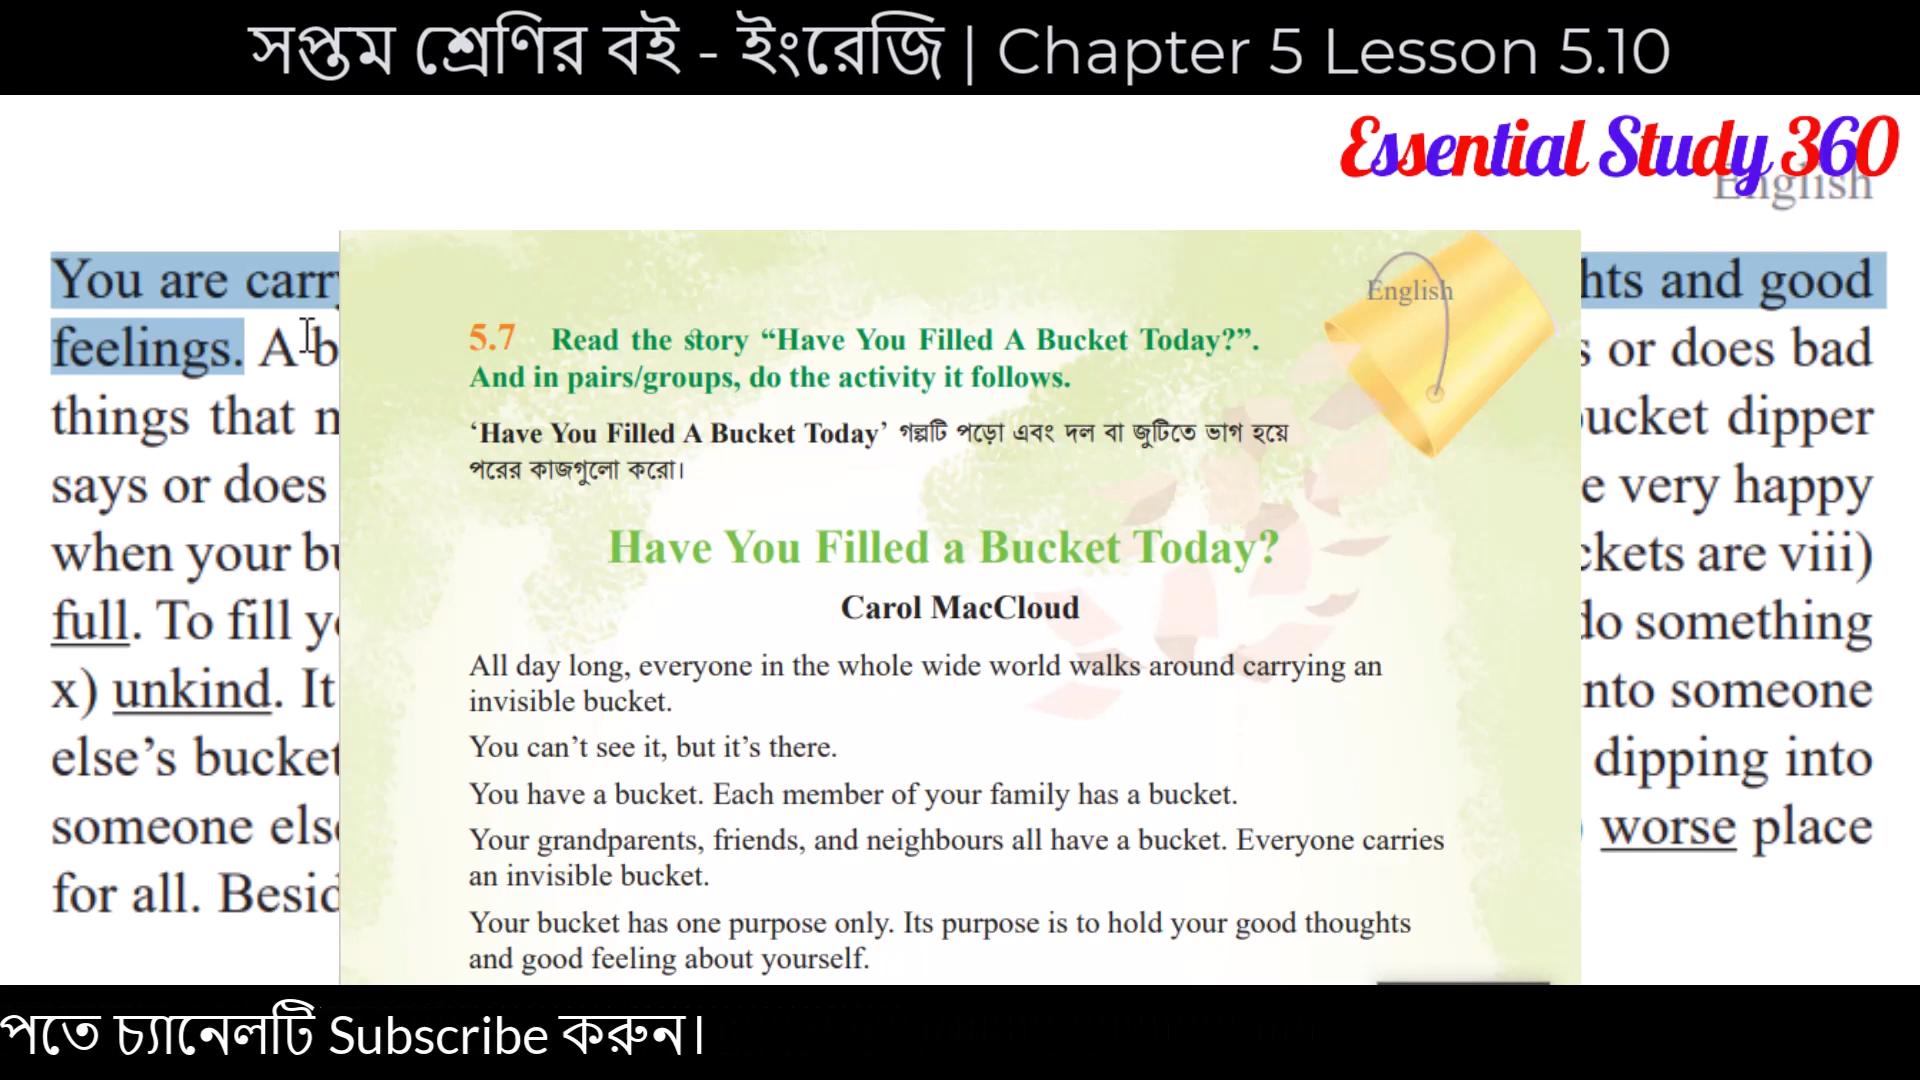 সপ্তম শ্রেণির বই - ইংরেজি | Chapter 5 Lesson 5.10
Essential Study 360
English
You are
feelings. A
things that
says or does
when your
full. To fill
x) unkind. It
else's bucket
someone
for all.
English
5.7 Read the story “Have You Filled A Bucket Today?”.
And in pairs/groups, do the activity it follows.
‘Have You Filled A Bucket Today’ গল্পটি পড়ো এবং দল বা জুটিতে ভাগ হয়ে
পরের কাজগুলো করো।
Have You Filled a Bucket Today?
Carol MacCloud
All day long, everyone in the whole wide world walks around carrying an
invisible bucket.
You can’t see it, but it’s there.
You have a bucket. Each member of your family has a bucket.
Your grandparents, friends, and neighbours all have a bucket. Everyone carries
an invisible bucket.
Your bucket has one purpose only. Its purpose is to hold your good thoughts
and good feeling about yourself.
and good
or does bad
bucket dipper
very happy
are viii)
do something
into someone
dipping into
worse place
পতে চ্যানেলটি Subscribe করুন।